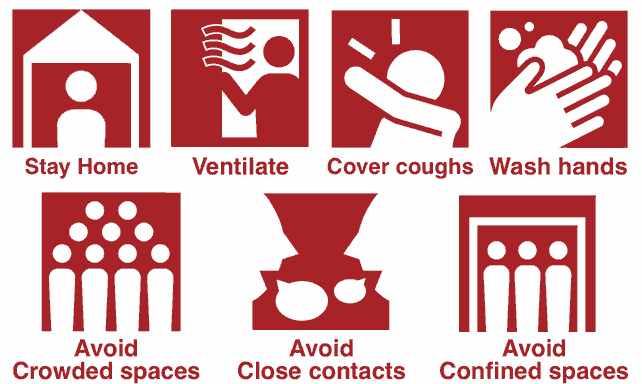 Stay Home
Ventilate
Cover coughs
Wash hands
Avoid
Crowded spaces
Avoid
Close contacts
Avoid
Confined spaces